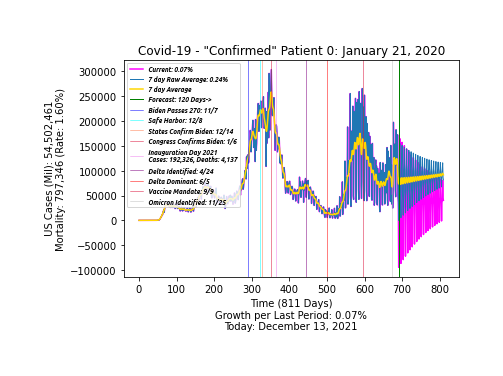 Covid-19 - "Confirmed" Patient 0: January 21, 2020
US Cases (Mil): 54,502,461
Mortality: 797,346 (Rate: 1.60%)
300000
250000
200000
150000
100000
50000
0
−50000
−100000
Current: 0.07%
7 day Raw Average: 0.24%
7 day Average
Forecast: 120 Days->
Biden Passes 270: 11/7
Safe Harbor: 12/8
States Confirm Biden: 12/14
Congress Confirms Biden: 1/6
Inauguration Day 2021
Cases: 192,326, Deaths: 4,137
Delta Identified: 4/24
Delta Dominant: 6/5
Vaccine Mandate: 9/9
Omicron Identified: 11/25
0 100 200 300 400 500 600 700 800
Time (811 Days)
Growth per Last Period: 0.07%
Today: December 13, 2021